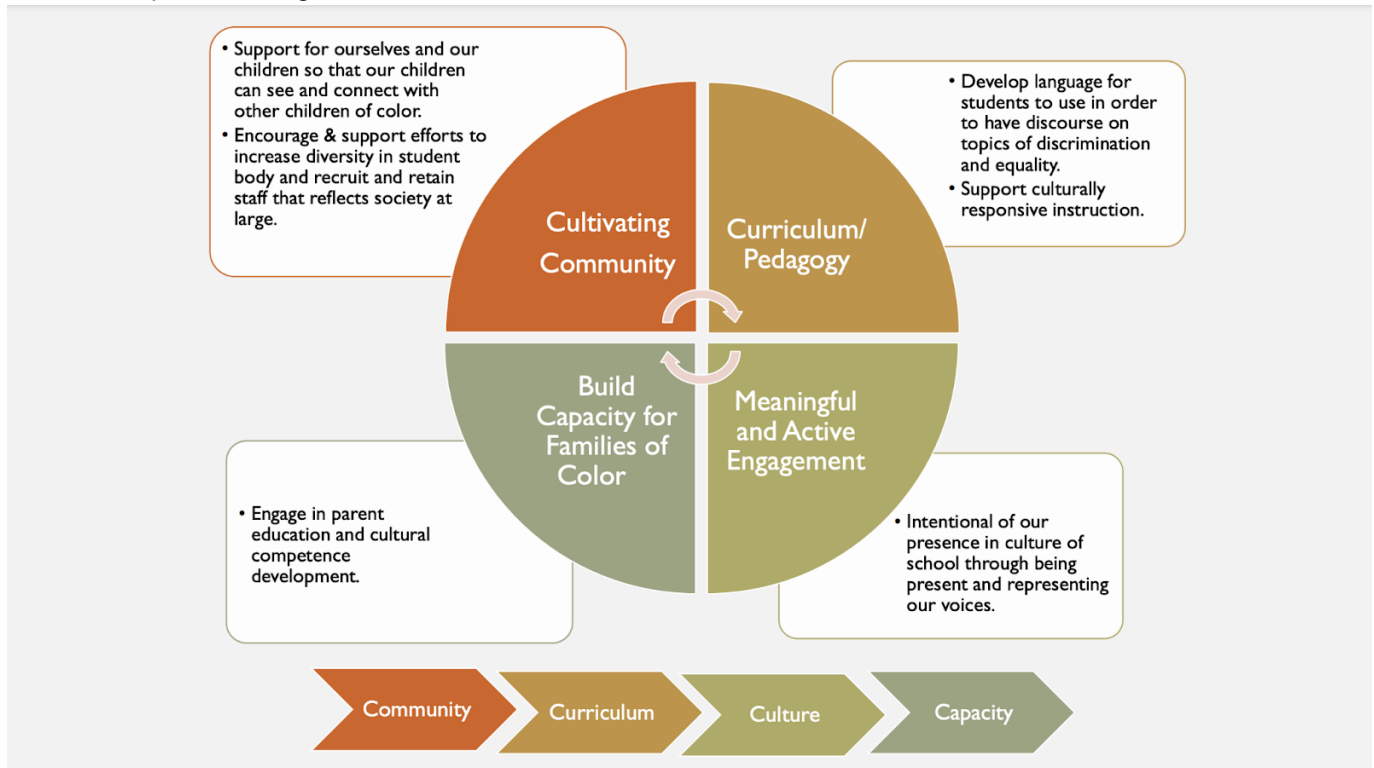 • Support for ourselves and our
children so that our children
can see and connect with
other children of color.
• Encourage & support efforts to
increase diversity in student
body and recruit and retain
staff that reflects society at
large.
• Develop language for
students to use in order
to have discourse on
topics of discrimination
and equality.
• Support culturally
responsive instruction.
Cultivating
Community
Curriculum/
Pedagogy
Build
Capacity for
Families of
Color
Meaningful
and Active
Engagement
• Engage in parent
education and cultural
competence
development.
• Intentional of our
presence in culture of
school through being
present and representing
our voices.
Community
Curriculum
Culture
Capacity